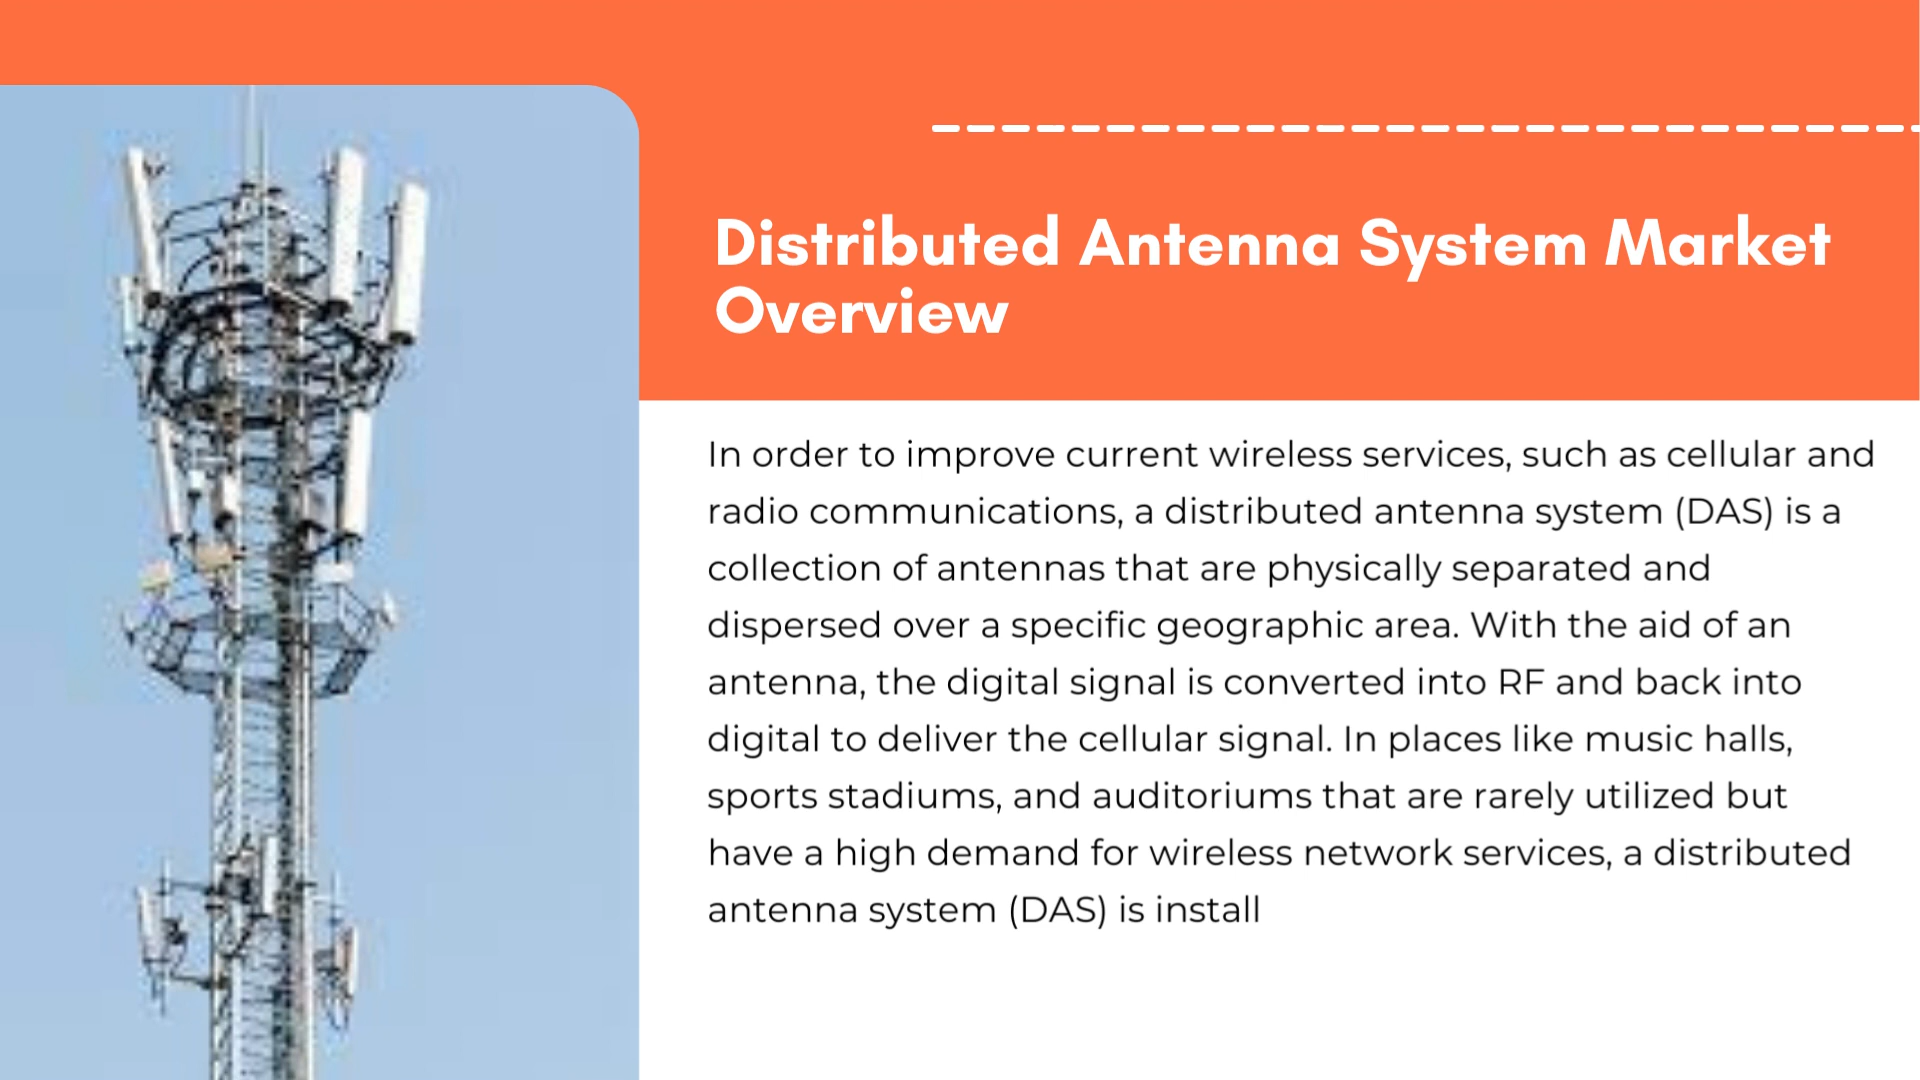 Distributed Antenna System Market
Overview
In order to improve current wireless services, such as cellular and
radio communications, a distributed antenna system (DAS) is a
collection of antennas that are physically separated and
dispersed over a specific geographic area. With the aid of an
antenna, the digital signal is converted into RF and back into
digital to deliver the cellular signal. In places like music halls,
sports stadiums, and auditoriums that are rarely utilized but
have a high demand for wireless network services, a distributed
antenna system (DAS) is install